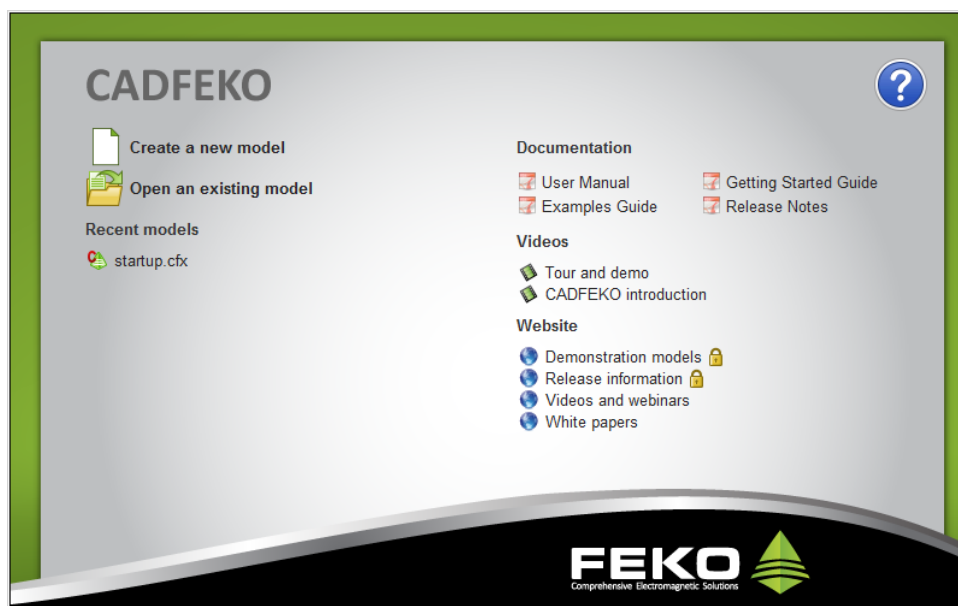 CADFEKO
?
Create a new model
Open an existing model
Recent models
startup.cfx
Documentation
User Manual Getting Started Guide
Examples Guide Release Notes
Videos
Tour and demo
CADFEKO introduction
Website
Demonstration models
Release information
Videos and webinars
White papers
FEKO
Comprehensive Electromagnetic Solutions